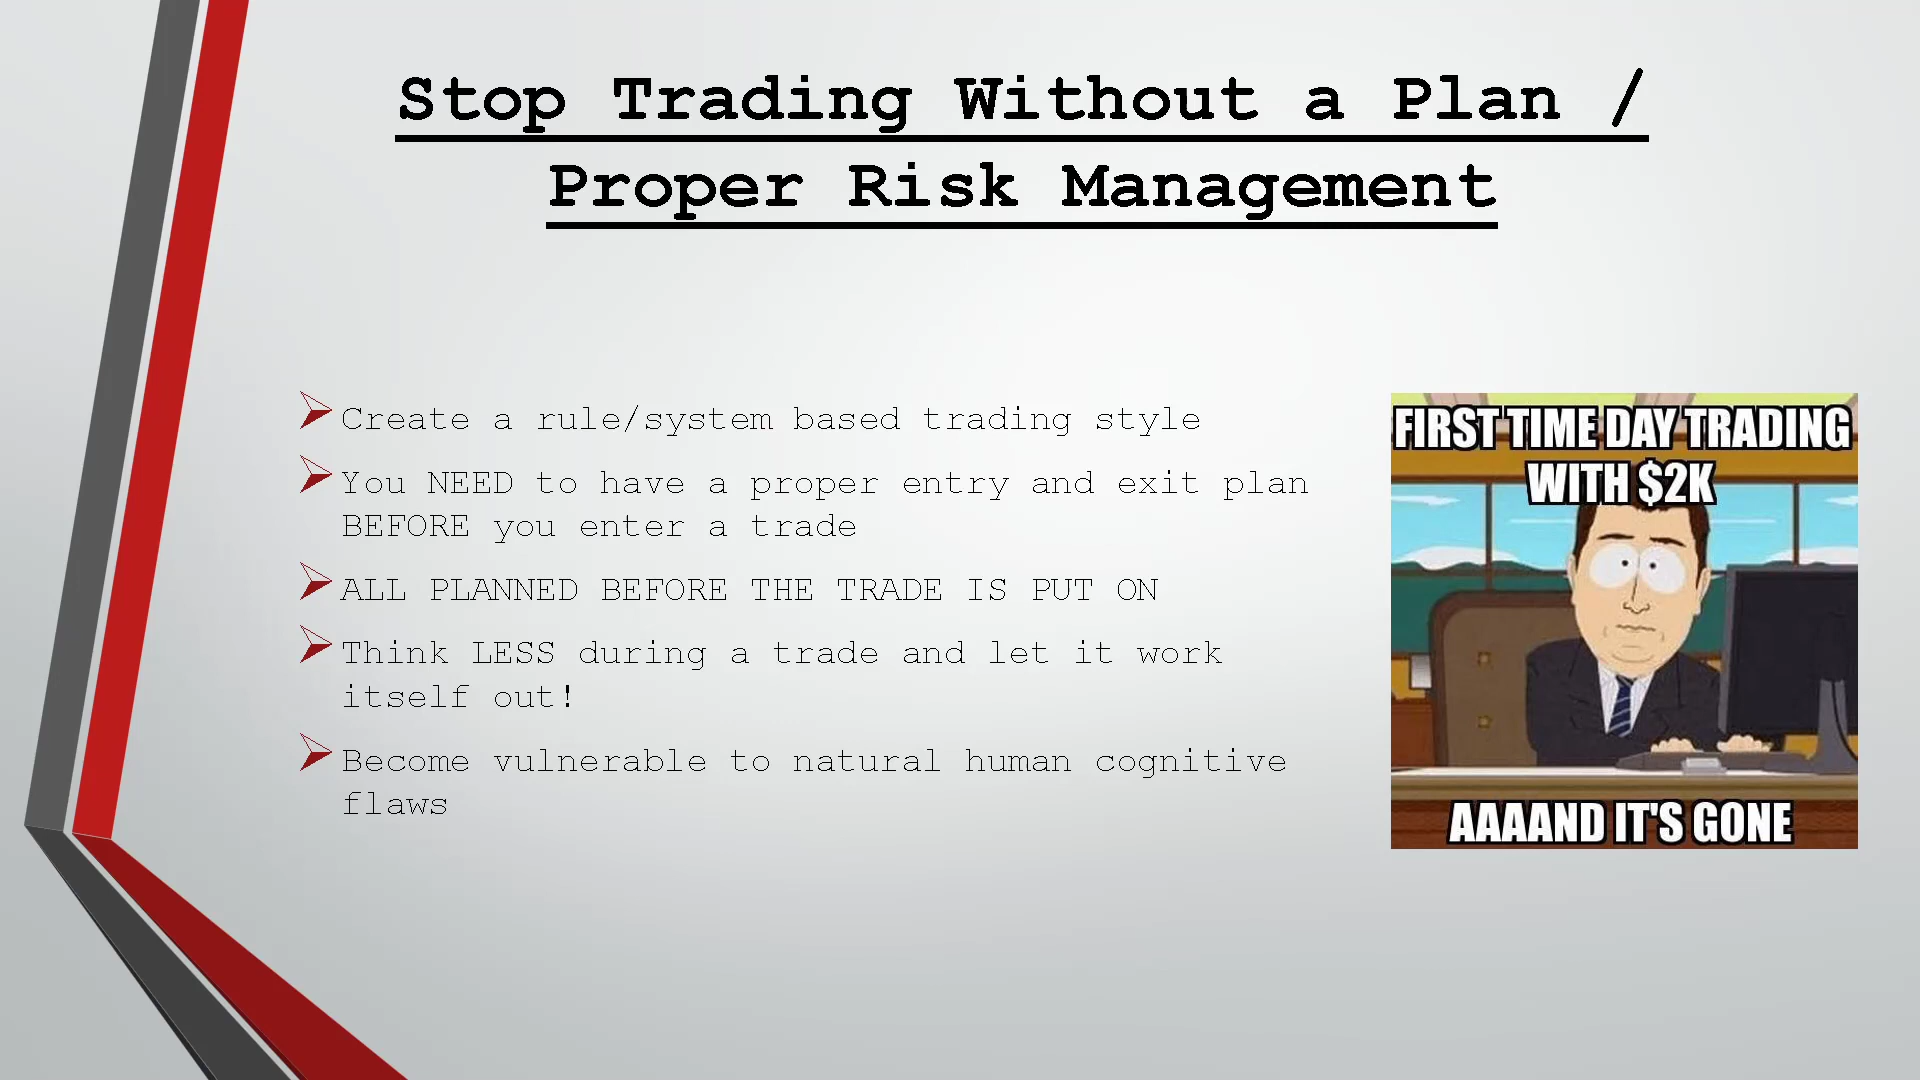 Stop Trading Without a Plan /
Proper Risk Management
Create a rule/system based trading style
You NEED to have a proper entry and exit plan
BEFORE you enter a trade
ALL PLANNED BEFORE THE TRADE IS PUT ON
Think LESS during a trade and let it work
itself out!
Become vulnerable to natural human cognitive
flaws
FIRST TIME DAY TRADING
WITH $2K
AAAAND IT'S GONE